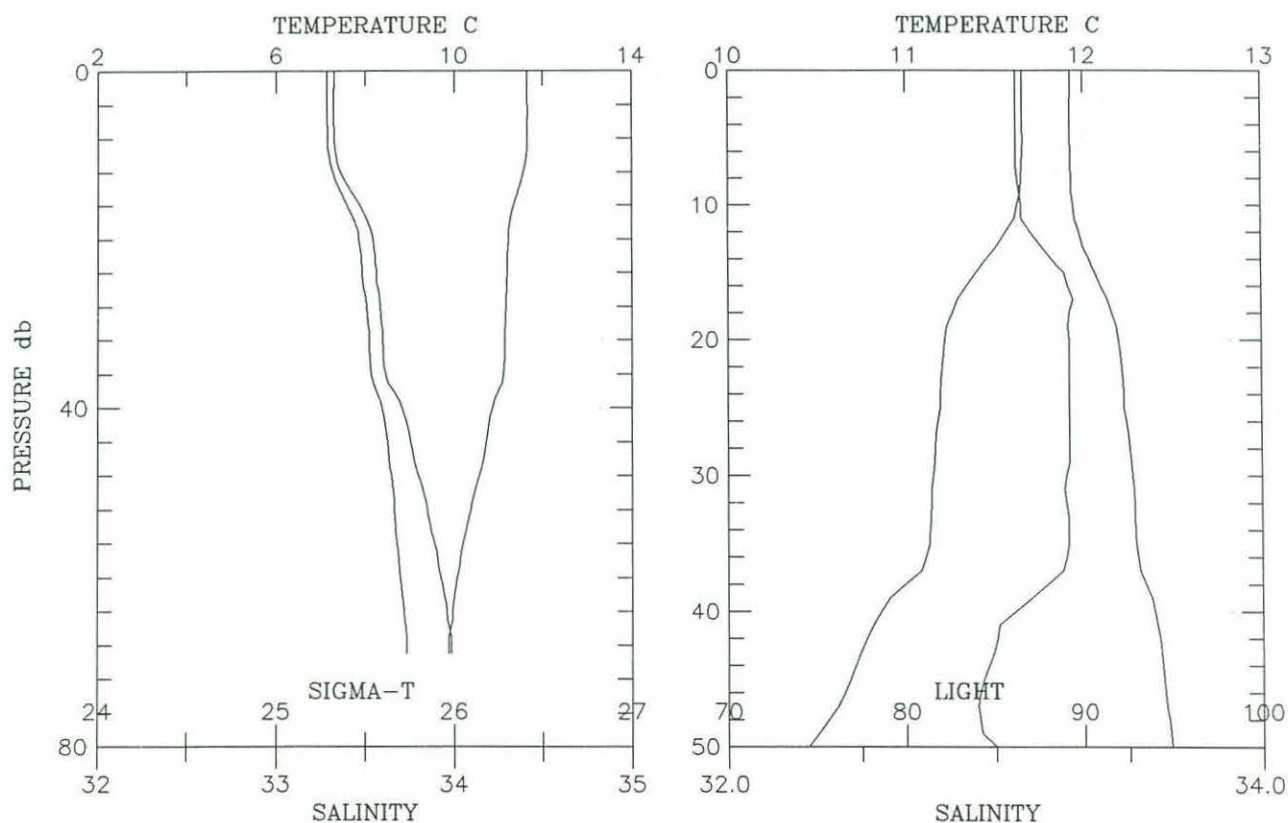 TEMPERATURE C
2 6 10 14
0
40
80
PRESSURE db
SIGMA-T
24 25 26 27
32 33 34 35
SALINITY
TEMPERATURE C
10 11 12 13
0
10
20
30
40
50
LIGHT
70 80 90 100
32.0 34.0
SALINITY